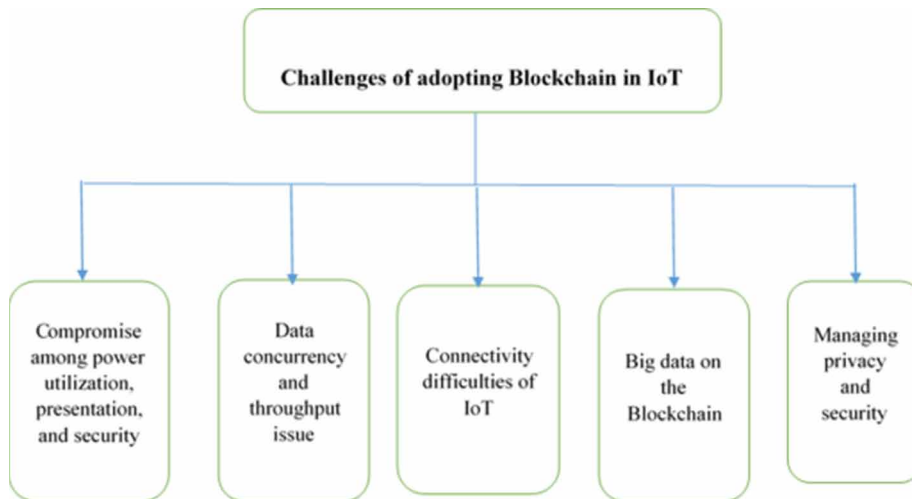 Challenges of adopting Blockchain in IoT
Compromise
among power
utilization,
presentation,
and security
Data
concurrency
and
throughput
issue
Connectivity
difficulties of
IoT
Big data on
the
Blockchain
Managing
privacy
and
security